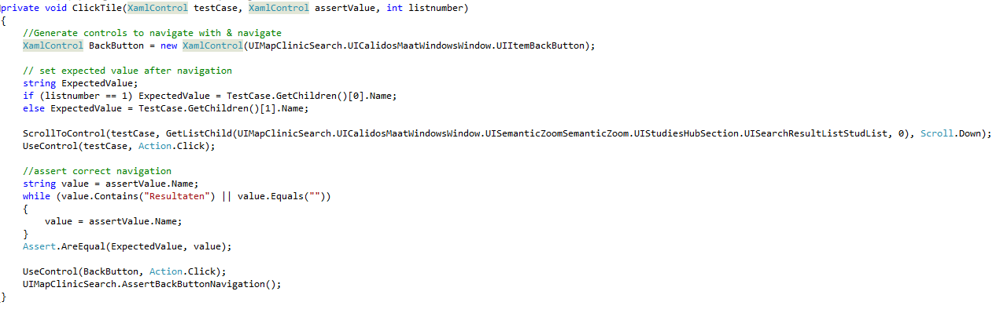 private void ClickTile(XamlControl testCase, XamlControl assertValue, int listnumber)
{
//Generate controls to navigate with & navigate
XamlControl BackButton = new XamlControl(UIMapClinicSearch.UICalidosMaatWindowsWindow.UIItemBackButton);
// set expected value after navigation
string ExpectedValue;
if (listnumber == 1) ExpectedValue = TestCase.GetChildren()[0].Name;
else ExpectedValue = TestCase.GetChildren()[1].Name;
ScrollToControl(testCase, GetListChild(UIMapClinicSearch.UICalidosMaatWindowsWindow.UISemanticZoomSemanticZoom.UIStudiesHubSection.UISearchResultListStudList, 0), Scroll.Down);
UseControl(testCase, Action.Click);
//assert correct navigation
string value = assertValue.Name;
while (value.Contains("Resultaten") || value.Equals(""))
{
value = assertValue.Name;
}
Assert.AreEqual(ExpectedValue, value);
UseControl(BackButton, Action.Click);
UIMapClinicSearch.AssertBackButtonNavigation();
}